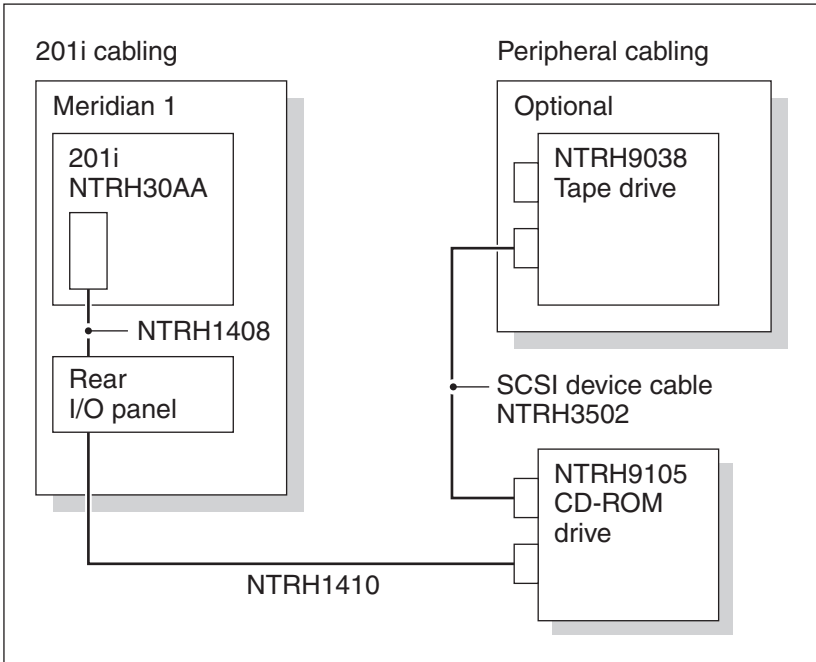 201i cabling
Meridian 1
201i
NTRH30AA
NTRH1408
Rear
I/O panel
NTRH1410
Peripheral cabling
Optional
NTRH9038
Tape drive
SCSI device cable
NTRH3502
NTRH9105
CD-ROM
drive